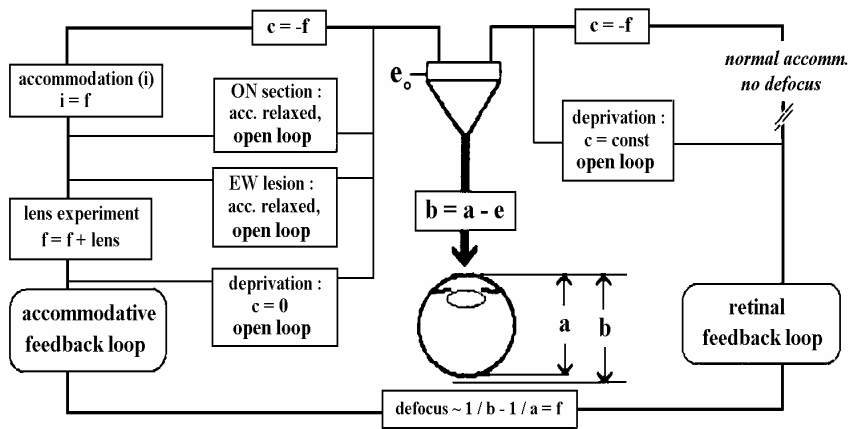 c = -f
c = -f
accommodation (i)
i = f
ON section :
acc. relaxed,
open loop
EW lesion :
acc. relaxed,
open loop
lens experiment
f = f + lens
deprivation :
c = 0
open loop
accommodative
feedback loop
e₀
b = a - e
a
b
normal accomm.
no defocus
deprivation :
c = const
open loop
retinal
feedback loop
defocus ~ 1 / b - 1 / a = f